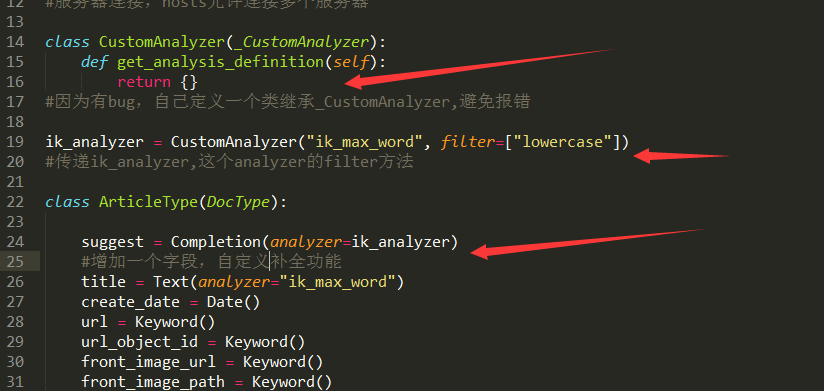 12 #服务器连接，hosts允许连接多个服务器
13
14 class CustomAnalyzer(_CustomAnalyzer):
15     def get_analysis_definition(self):
16         return {}
17 #因为有bug，自己定义一个类继承_CustomAnalyzer,避免报错
18
19 ik_analyzer = CustomAnalyzer("ik_max_word", filter=["lowercase"])
20 #传递ik_analyzer,这个analyzer的filter方法
21
22 class ArticleType(DocType):
23
24     suggest = Completion(analyzer=ik_analyzer)
25     #增加一个字段，自定义补全功能
26     title = Text(analyzer="ik_max_word")
27     create_date = Date()
28     url = Keyword()
29     url_object_id = Keyword()
30     front_image_url = Keyword()
31     front_image_path = Keyword()